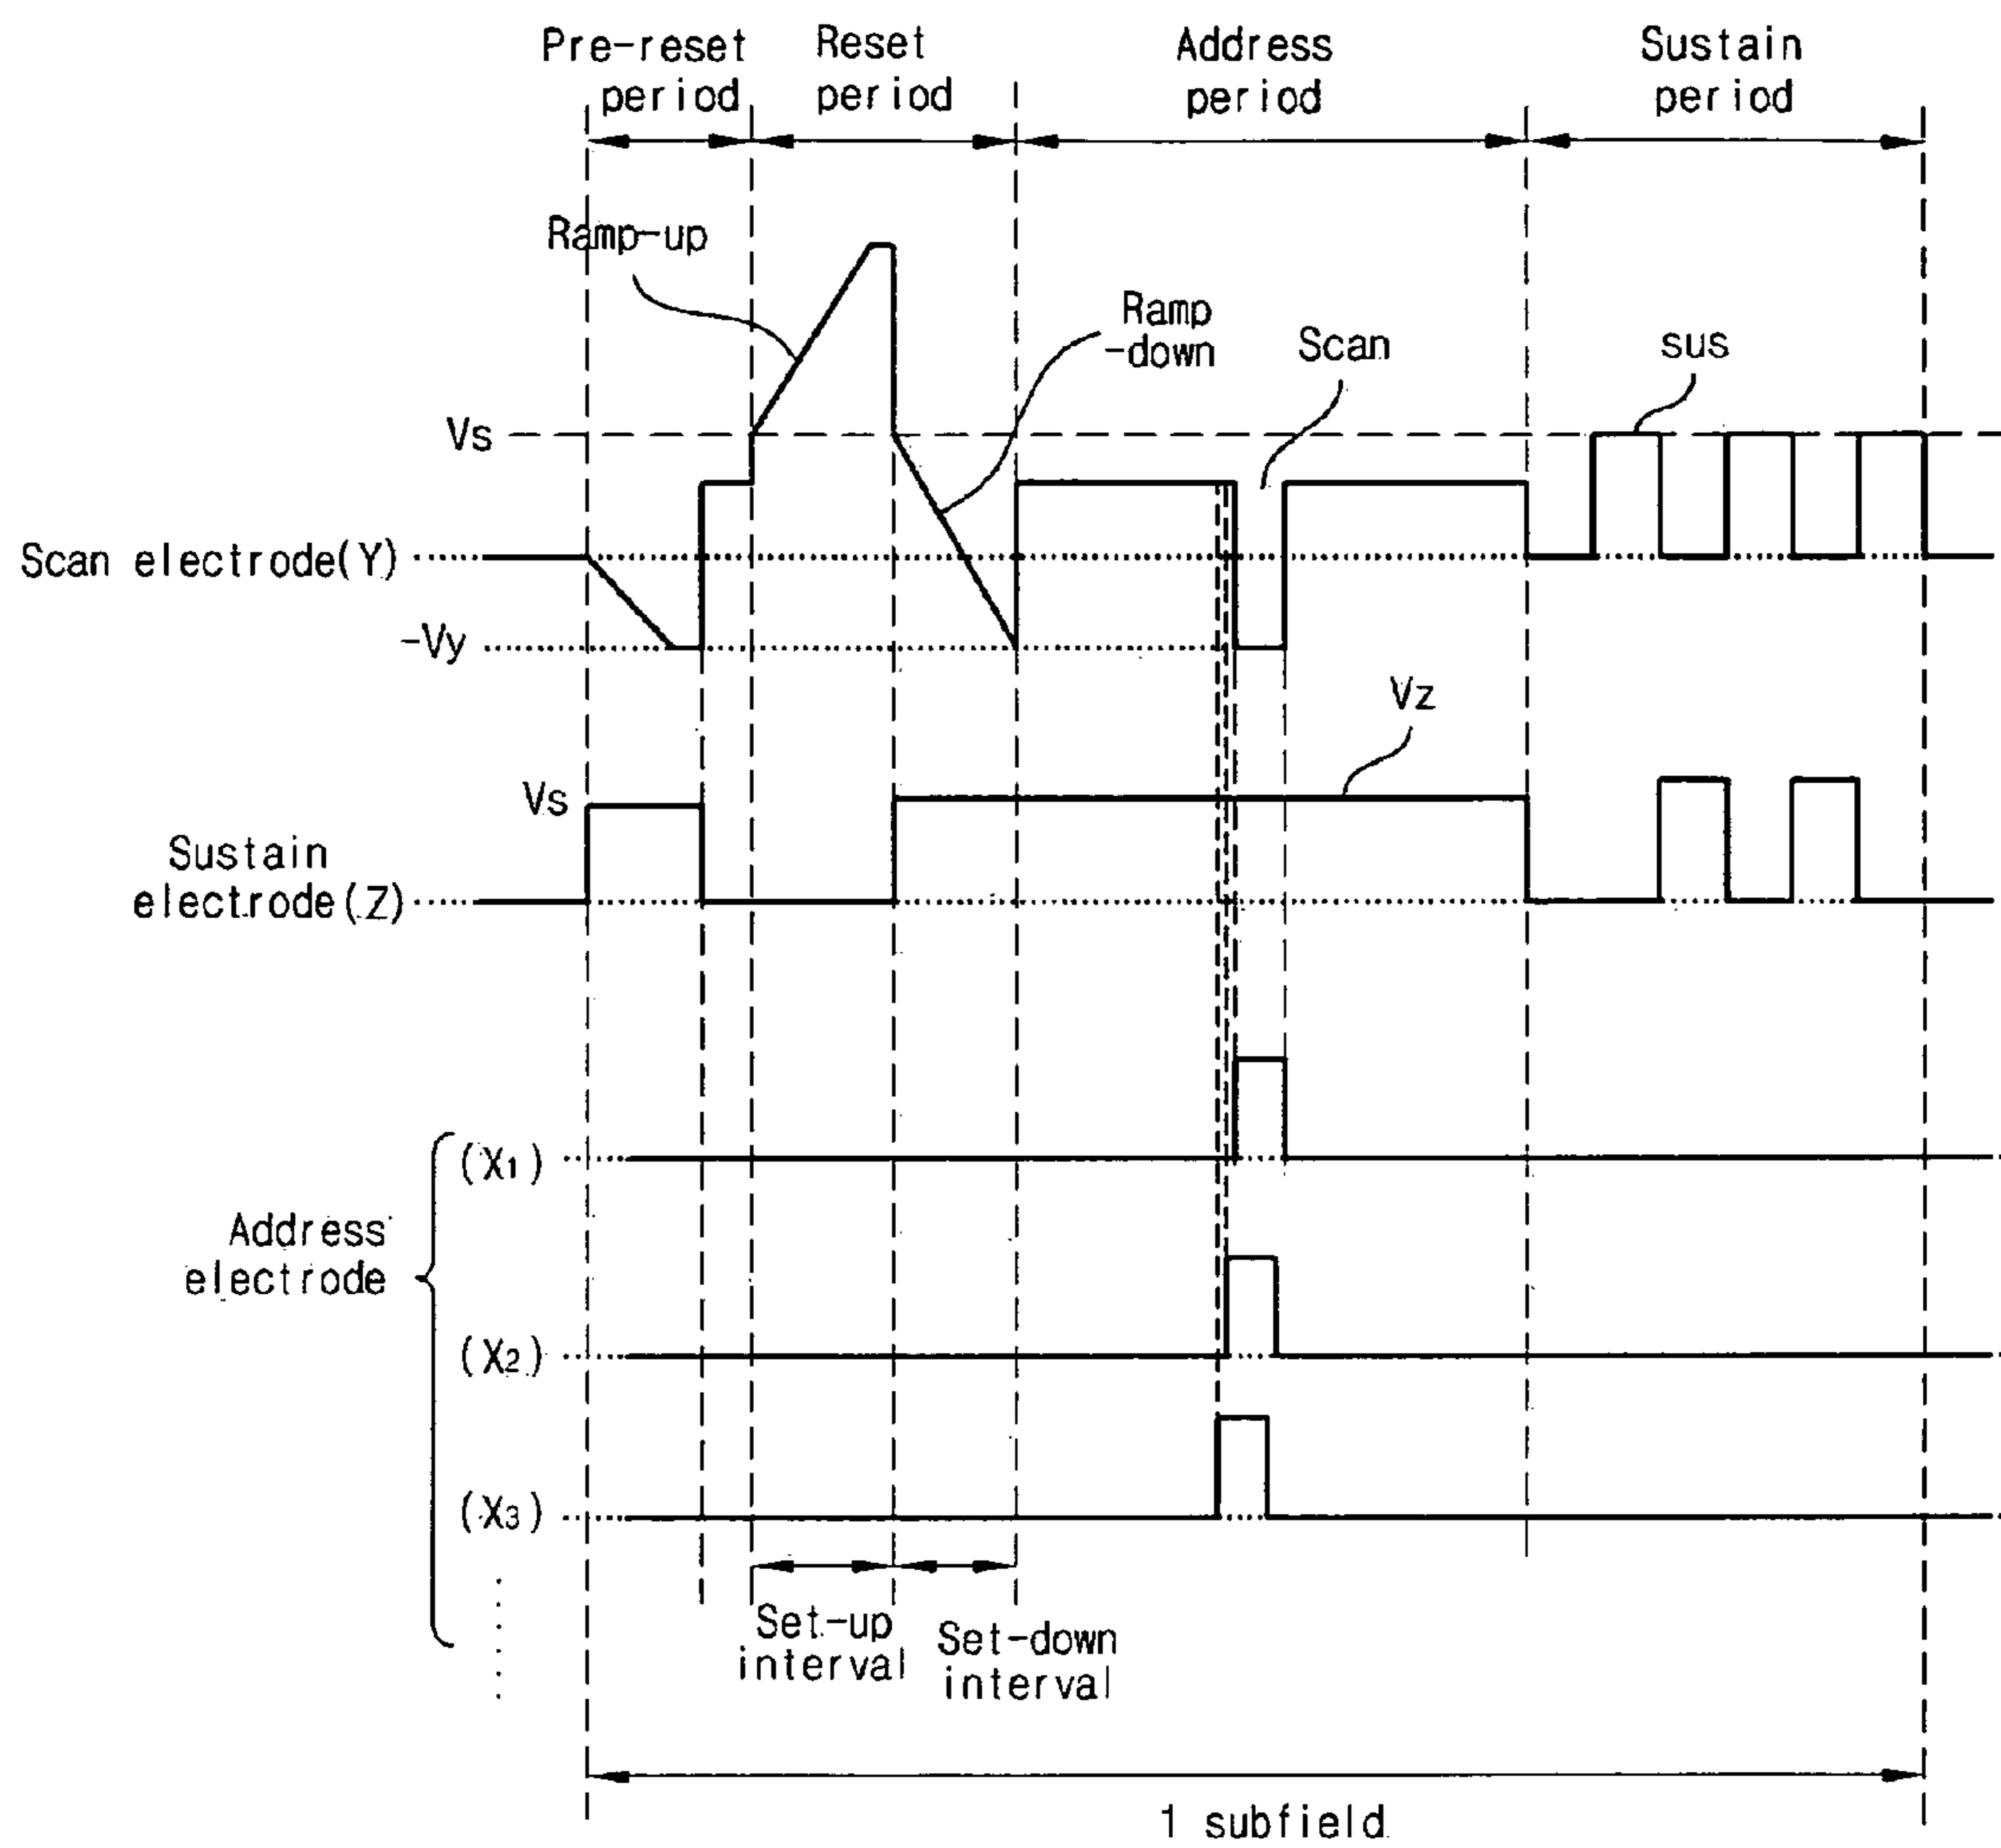 Pre-reset
period
Reset
period
Address
period
Sustain
period
Ramp-up
Ramp
-down
Scan
sus
Vs
Scan electrode(Y)
-Vy
Vz
Vs
Sustain
electrode(Z)
(X1)
Address
electrode
(X2)
(X3)
Set-up
interval
Set-down
interval
1 subfield